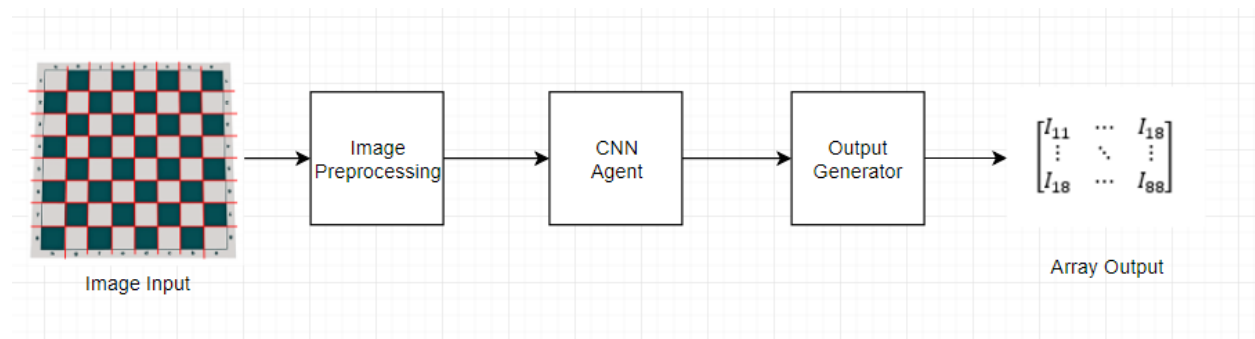 Image
Preprocessing
CNN
Agent
Output
Generator
I₁₁ ⋯ I₁₈
⋮ ⋱ ⋮
I₁₈ ⋯ I₈₈
Image Input
Array Output